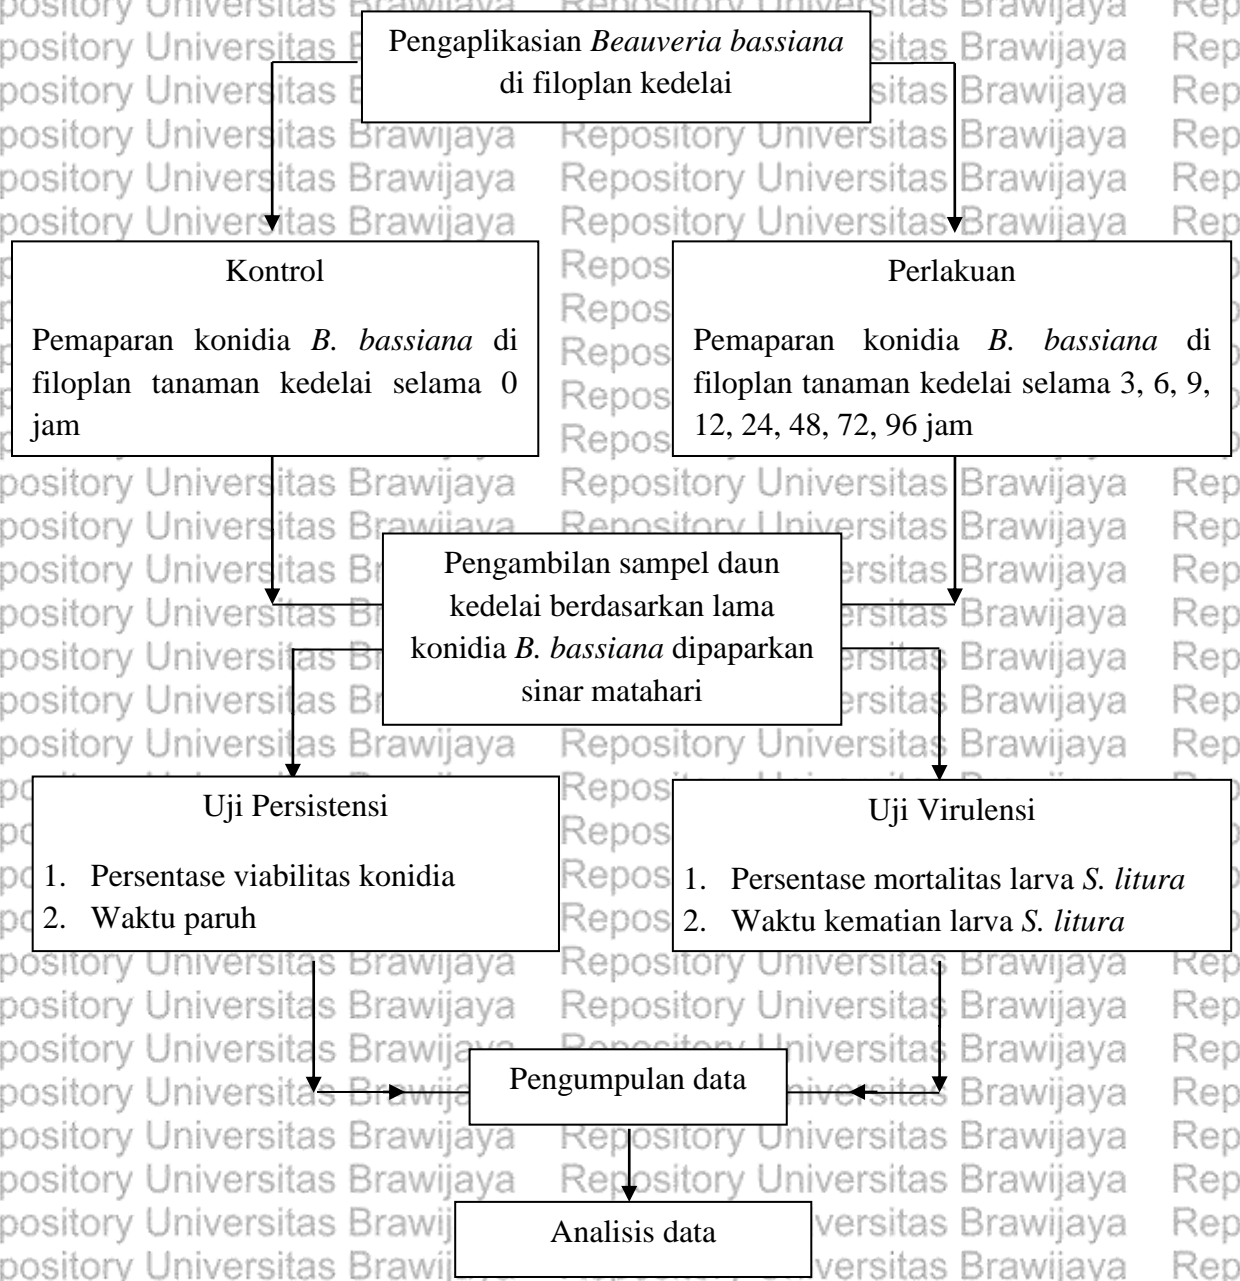 Pengaplikasian Beauveria bassiana
di filoplan kedelai
Kontrol
Pemaparan konidia B. bassiana di
filoplan tanaman kedelai selama 0
jam
Perlakuan
Pemaparan konidia B. bassiana di
filoplan tanaman kedelai selama 3, 6, 9,
12, 24, 48, 72, 96 jam
Pengambilan sampel daun
kedelai berdasarkan lama
konidia B. bassiana dipaparkan
sinar matahari
Uji Persistensi
1. Persentase viabilitas konidia
2. Waktu paruh
Uji Virulensi
1. Persentase mortalitas larva S. litura
2. Waktu kematian larva S. litura
Pengumpulan data
Analisis data
Repository Universitas Brawijaya